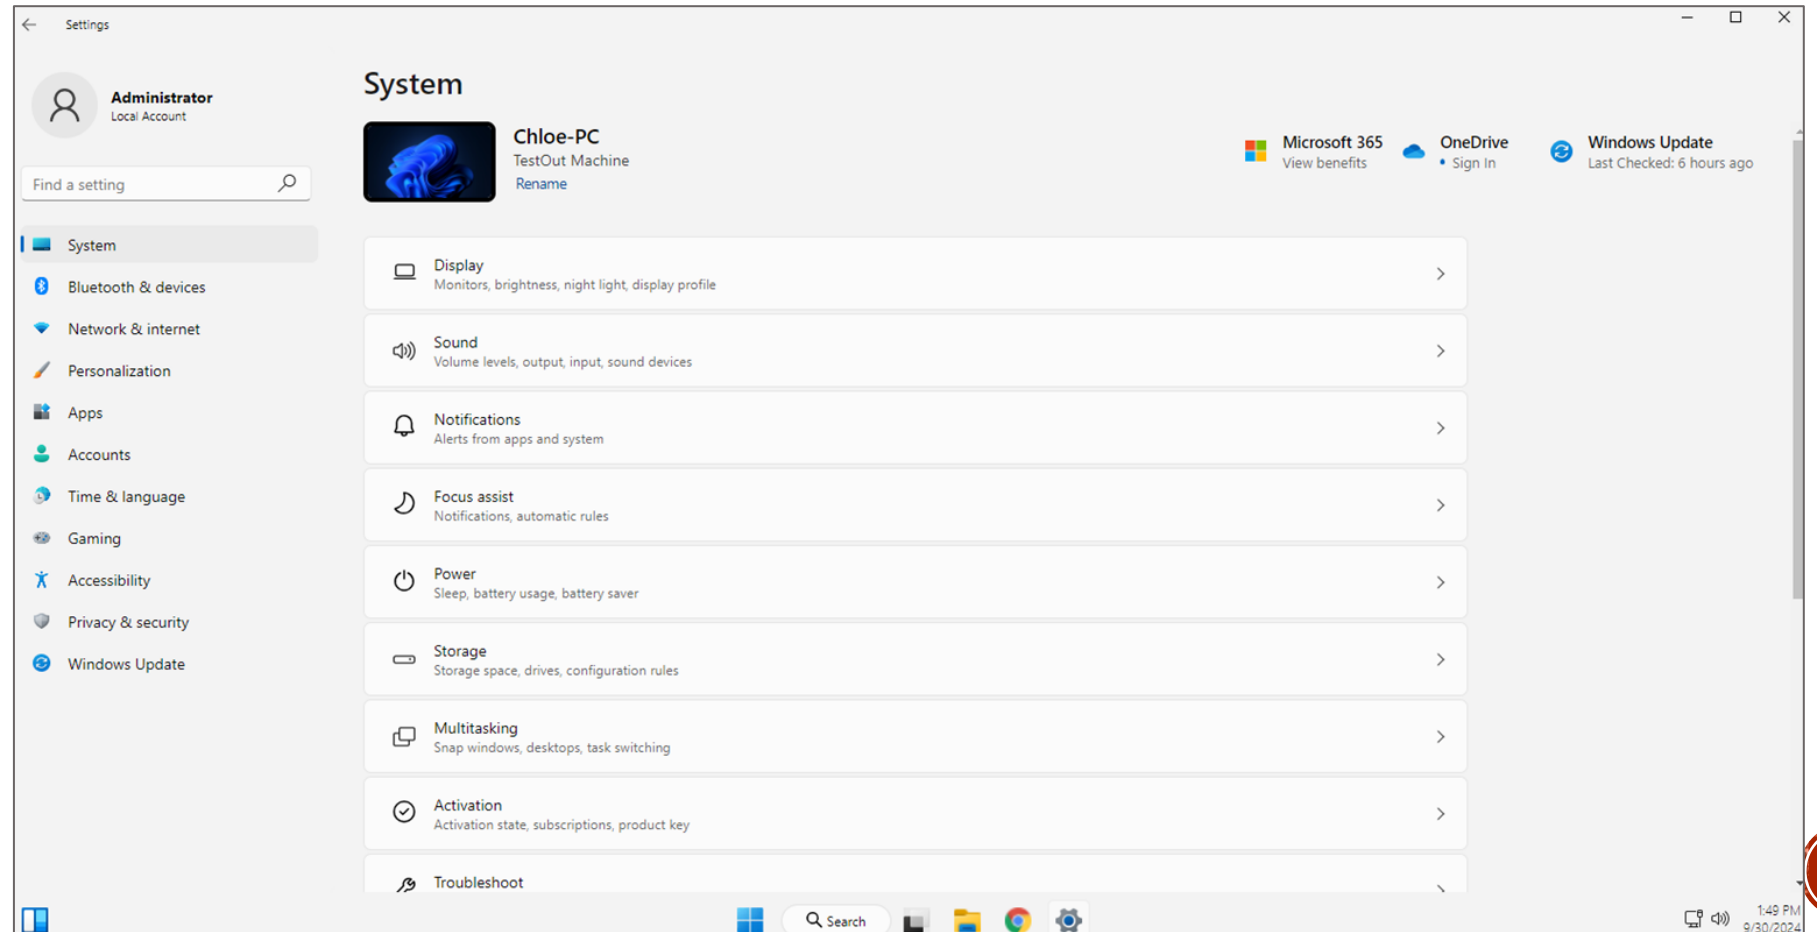 Settings
Administrator
Local Account
Find a setting
System
Bluetooth & devices
Network & internet
Personalization
Apps
Accounts
Time & language
Gaming
Accessibility
Privacy & security
Windows Update
System
Chloe-PC
TestOut Machine
Rename
Microsoft 365
View benefits
OneDrive
• Sign In
Windows Update
Last Checked: 6 hours ago
Display
Monitors, brightness, night light, display profile
Sound
Volume levels, output, input, sound devices
Notifications
Alerts from apps and system
Focus assist
Notifications, automatic rules
Power
Sleep, battery usage, battery saver
Storage
Storage space, drives, configuration rules
Multitasking
Snap windows, desktops, task switching
Activation
Activation state, subscriptions, product key
Troubleshoot
Search
1:49 PM
9/30/2024